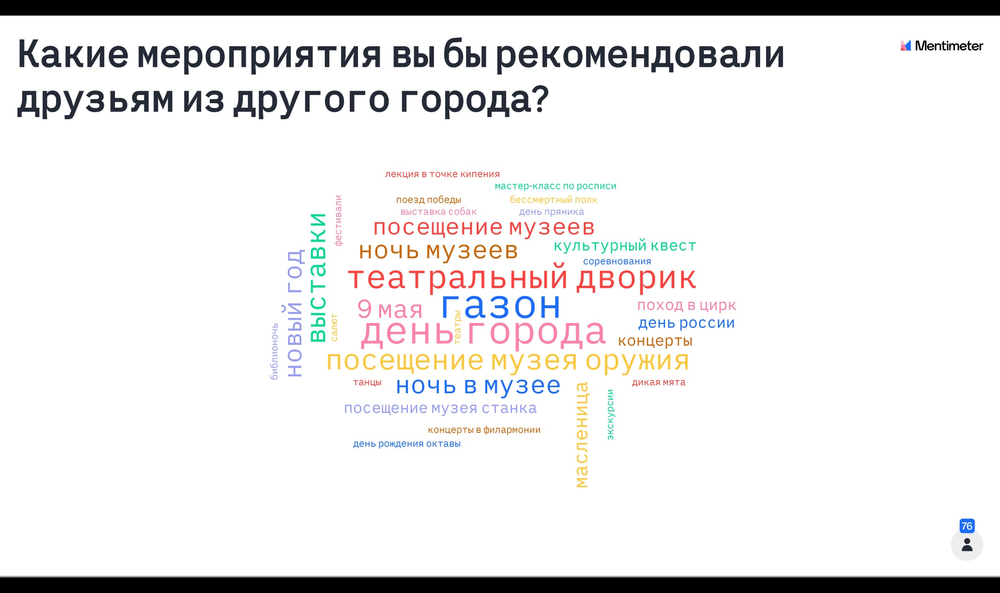 Какие мероприятия вы бы рекомендовали
друзьям из другого города?
Mentimeter
лекция в точке кипения
мастер-класс по росписи
поезд победы
бессмертный полк
выставка собак
день пряника
фестивали
посещение музеев
выставки
ночь музеев
культурный квест
соревнования
новый год
театральный дворик
9 мая
газон
поход в цирк
театры
день россии
салют
день города
концерты
библионочь
посещение музея оружия
танцы
ночь в музее
дикая мята
масленица
экскурсии
посещение музея станка
концерты в филармонии
день рождения октавы
76